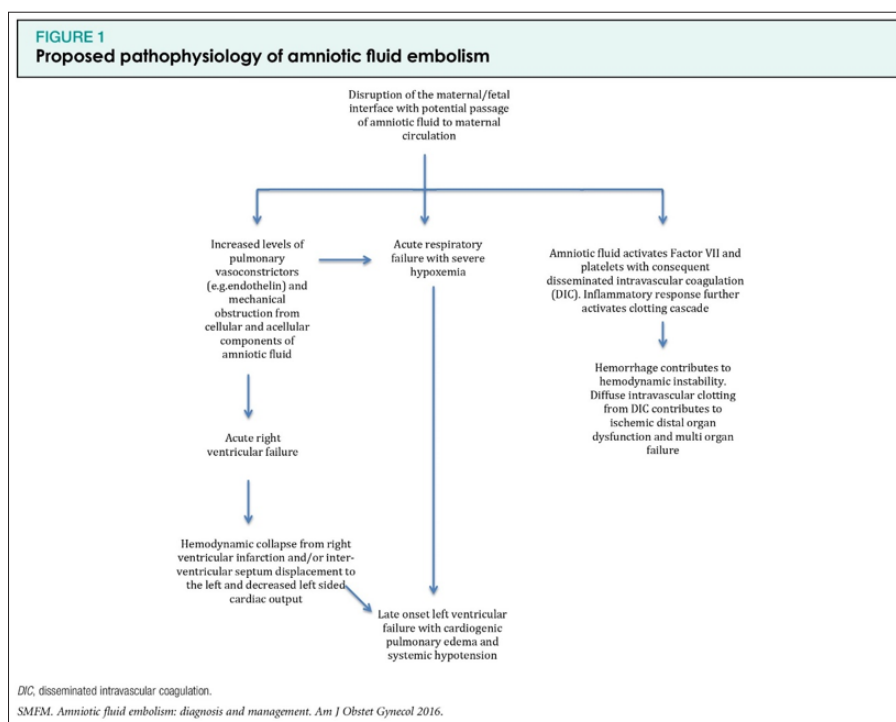 FIGURE 1
Proposed pathophysiology of amniotic fluid embolism
Disruption of the maternal/fetal
interface with potential passage
of amniotic fluid to maternal
circulation
Increased levels of
pulmonary
vasoconstrictors
(e.g.endothelin) and
mechanical
obstruction from
cellular and acellular
components of
amniotic fluid
Acute respiratory
failure with severe
hypoxemia
Amniotic fluid activates Factor VII and
platelets with consequent
disseminated intravascular coagulation
(DIC). Inflammatory response further
activates clotting cascade
Hemorrhage contributes to
hemodynamic instability.
Diffuse intravascular clotting
from DIC contributes to
ischemic distal organ
dysfunction and multi organ
failure
Acute right
ventricular failure
Hemodynamic collapse from right
ventricular infarction and/or inter-
ventricular septum displacement to
the left and decreased left sided
cardiac output
Late onset left ventricular
failure with cardiogenic
pulmonary edema and
systemic hypotension
DIC, disseminated intravascular coagulation.
SMFM. Amniotic fluid embolism: diagnosis and management. Am J Obstet Gynecol 2016.